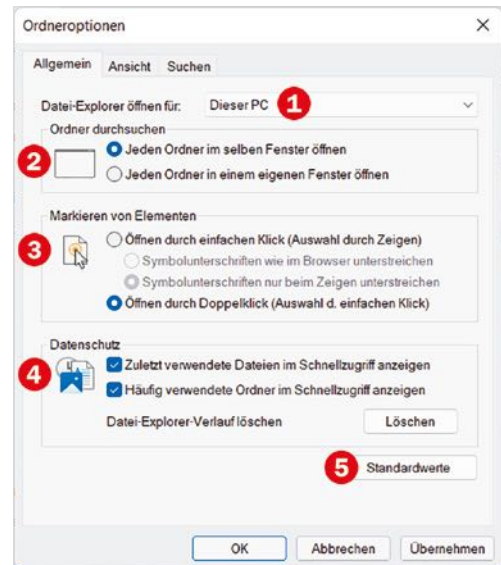 Ordneroptionen
Allgemein Ansicht Suchen
Datei-Explorer öffnen für: Dieser PC 1
Ordner durchsuchen
2
Jeden Ordner im selben Fenster öffnen
Jeden Ordner in einem eigenen Fenster öffnen
Markieren von Elementen
3
Öffnen durch einfachen Klick (Auswahl durch Zeigen)
Symbolunterschriften wie im Browser unterstreichen
Symbolunterschriften nur beim Zeigen unterstreichen
Öffnen durch Doppelklick (Auswahl d. einfachen Klick)
Datenschutz
4
Zuletzt verwendete Dateien im Schnellzugriff anzeigen
Häufig verwendete Ordner im Schnellzugriff anzeigen
Datei-Explorer-Verlauf löschen Löschen
5 Standardwerte
OK Abbrechen Übernehmen